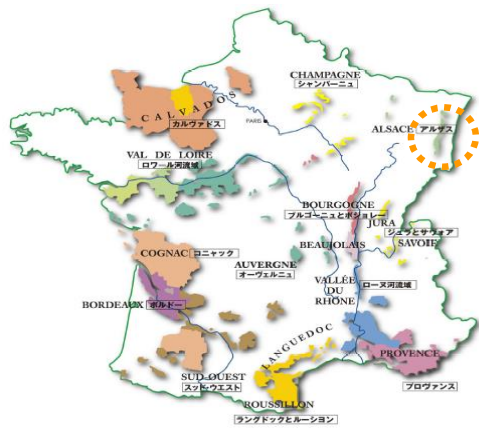 CHAMPAGNE
シャンパーニュ
CALVADOS
カルヴァドス
PARIS
ALSACE アルザス
VAL DE LOIRE
ロワール河流域
BOURGOGNE
ブルゴーニュとボジョレー
JURA
ジュラとサヴォア
SAVOIE
BEAUJOLAIS
COGNAC コニャック
AUVERGNE
オーヴェルニュ
VALLÉE
DU
RHÔNE
ローヌ河流域
BORDEAUX ボルドー
LANGUEDOC
PROVENCE
プロヴァンス
SUD-OUEST
スッド・ウエスト
ROUSSILLON
ラングドックとルーション